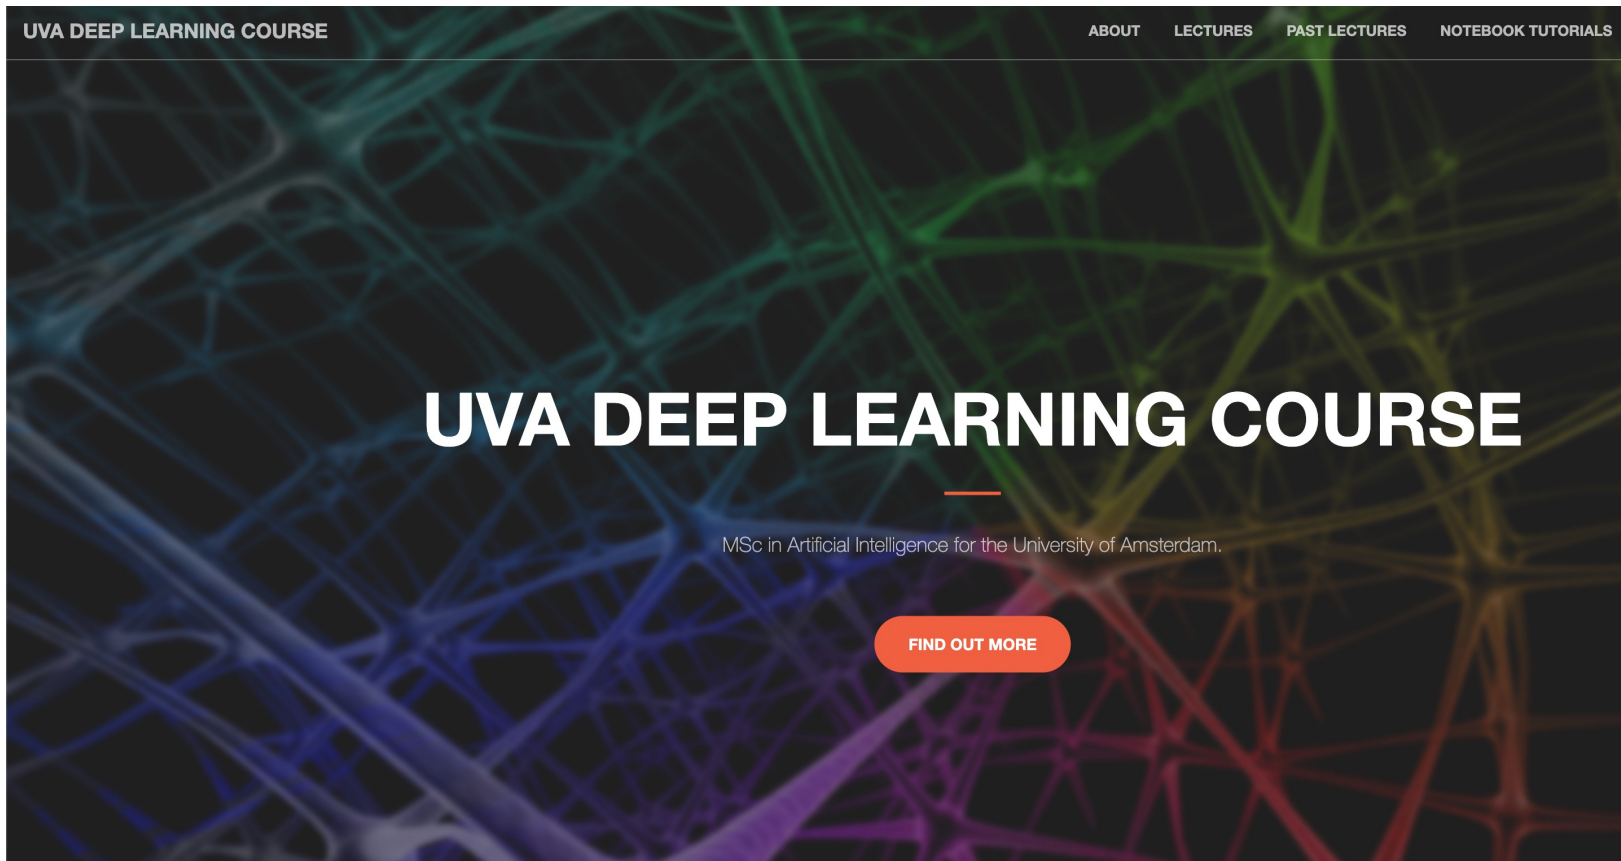 UVA DEEP LEARNING COURSE
ABOUT LECTURES PAST LECTURES NOTEBOOK TUTORIALS
UVA DEEP LEARNING COURSE
MSc in Artificial Intelligence for the University of Amsterdam.
FIND OUT MORE